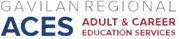 GAVILAN REGIONAL
ACES ADULT & CAREER
EDUCATION SERVICES